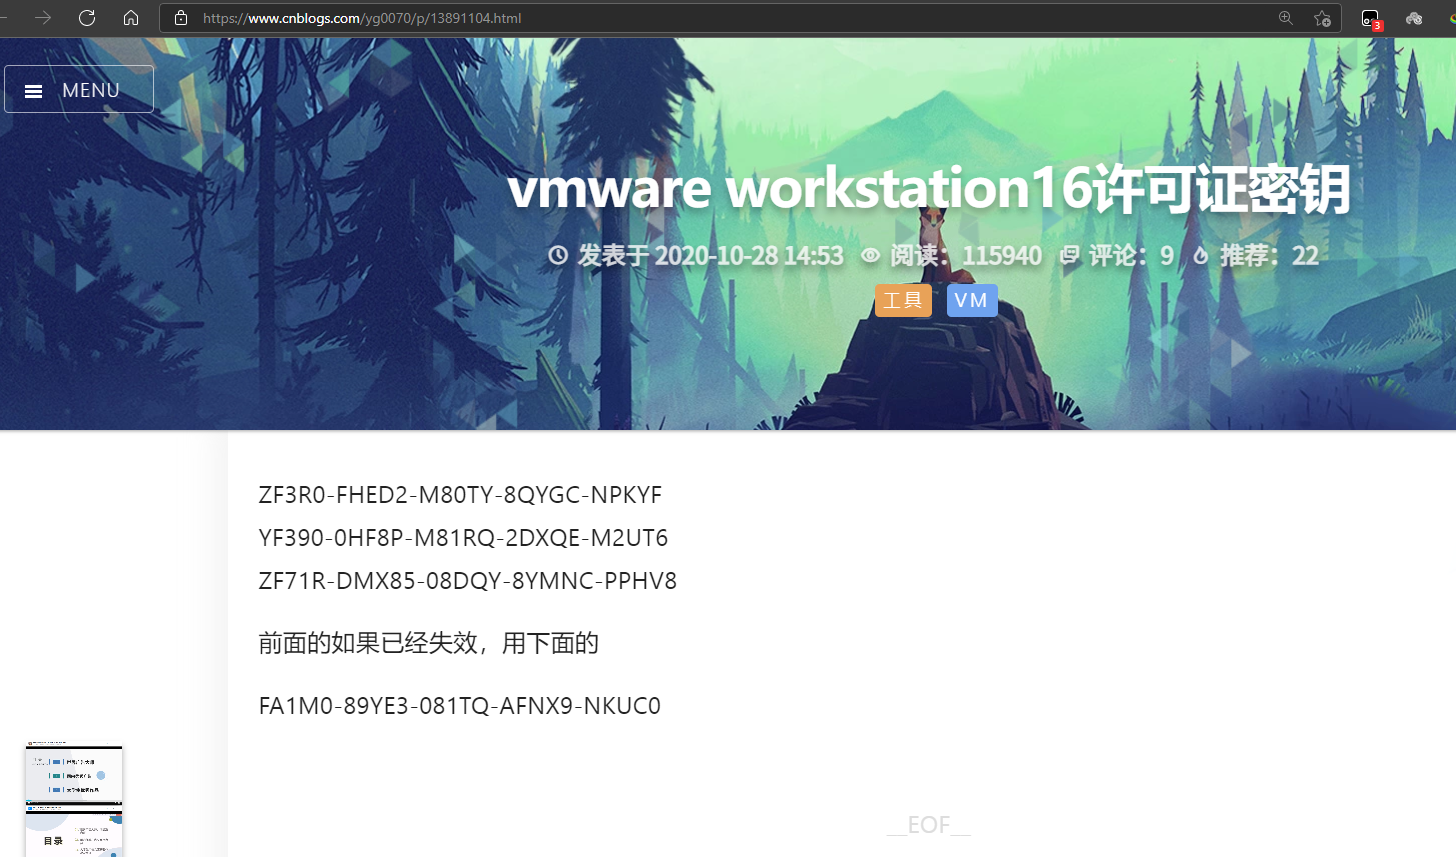 https://www.cnblogs.com/yg0070/p/13891104.html
3
MENU
vmware workstation16许可证密钥
发表于 2020-10-28 14:53 阅读：115940 评论：9 推荐：22
工具 VM
ZF3R0-FHED2-M80TY-8QYGC-NPKYF
YF390-0HF8P-M81RQ-2DXQE-M2UT6
ZF71R-DMX85-08DQY-8YMNC-PPHV8
前面的如果已经失效，用下面的
FA1M0-89YE3-081TQ-AFNX9-NKUC0
目录
__EOF__